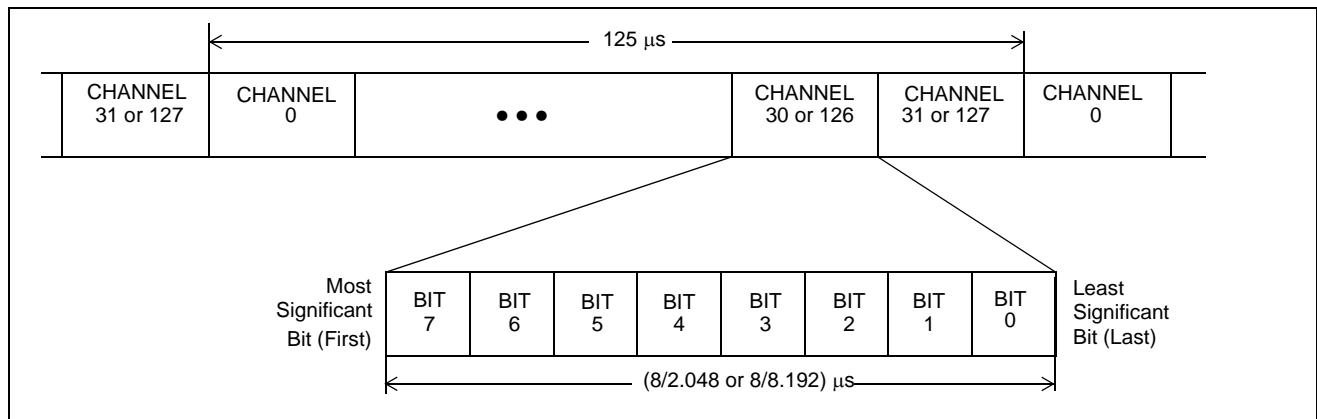 125 µs
CHANNEL
31 or 127
CHANNEL
0
•••
CHANNEL
30 or 126
CHANNEL
31 or 127
CHANNEL
0
Most
Significant
Bit (First)
BIT
7
BIT
6
BIT
5
BIT
4
BIT
3
BIT
2
BIT
1
BIT
0
Least
Significant
Bit (Last)
(8/2.048 or 8/8.192) µs